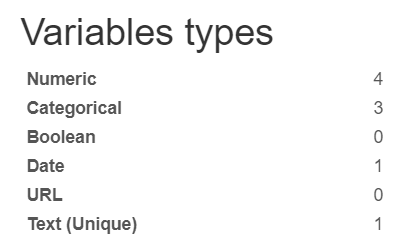 Variables types
Numeric 4
Categorical 3
Boolean 0
Date 1
URL 0
Text (Unique) 1